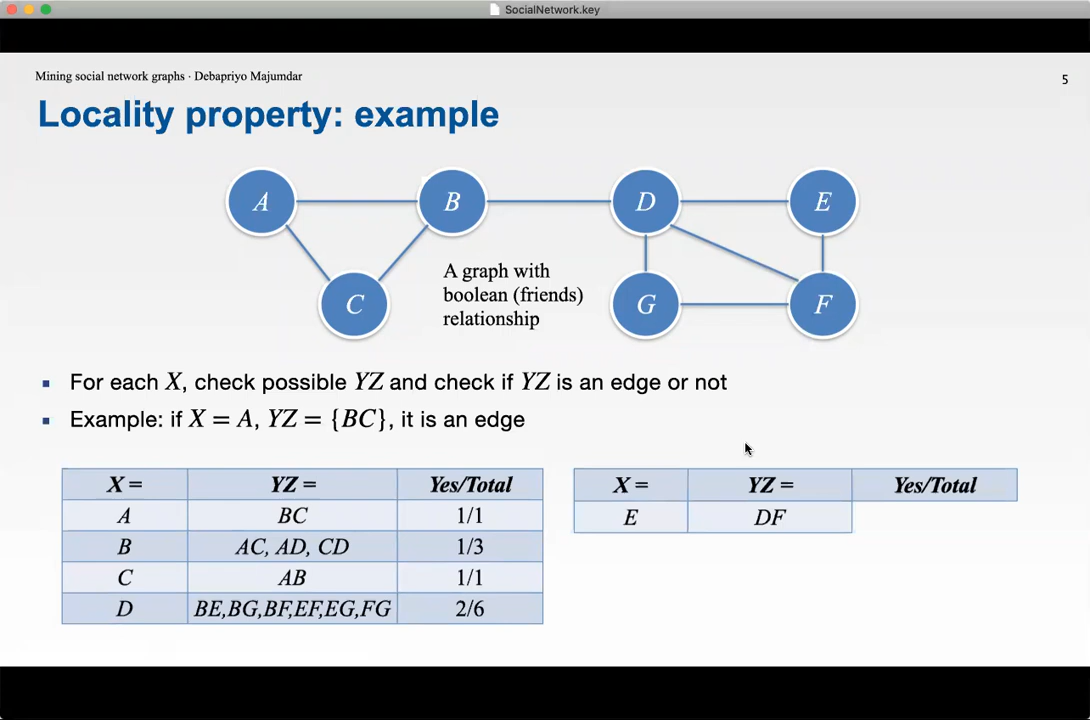 SocialNetwork.key
Mining social network graphs · Debapriyo Majumdar
5
Locality property: example
A
B
D
E
C
A graph with
boolean (friends)
relationship
G
F
▪ For each X, check possible YZ and check if YZ is an edge or not
▪ Example: if X = A, YZ = {BC}, it is an edge
X = YZ = Yes/Total
A BC 1/1
B AC, AD, CD 1/3
C AB 1/1
D BE,BG,BF,EF,EG,FG 2/6
X = YZ = Yes/Total
E DF